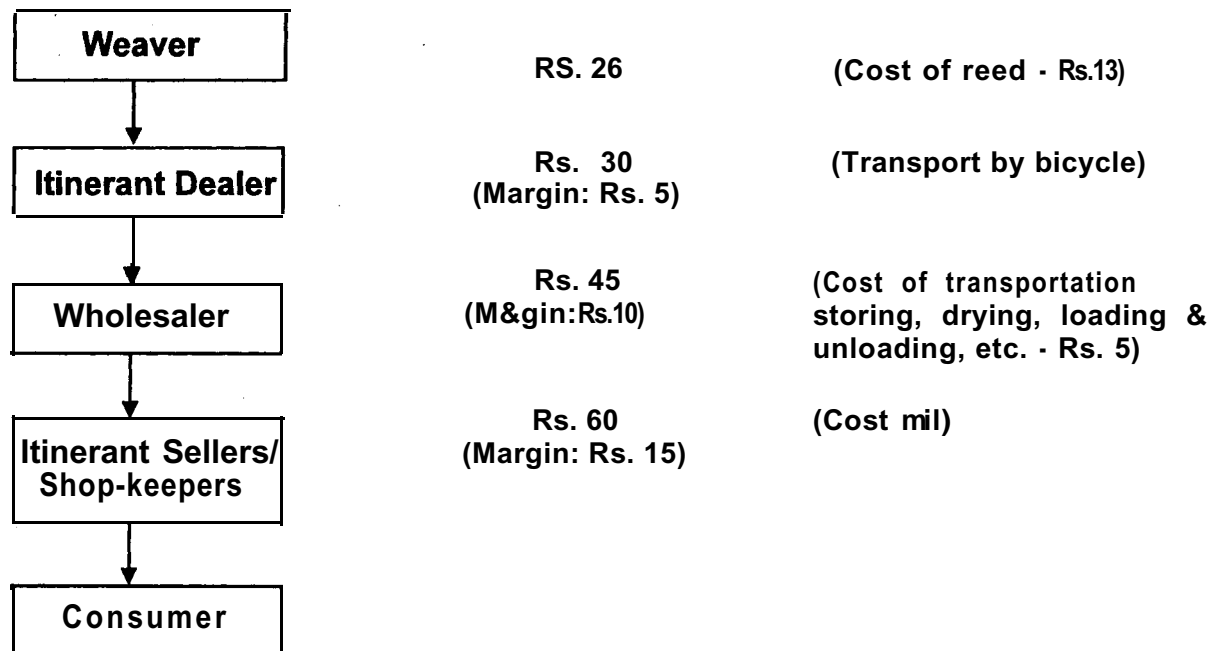 Weaver
RS. 26 (Cost of reed - Rs.13)
Itinerant Dealer
Rs. 30 (Transport by bicycle)
(Margin: Rs. 5)
Wholesaler
Rs. 45 (Cost of transportation
(M&gin:Rs.10) storing, drying, loading &
unloading, etc. - Rs. 5)
Itinerant Sellers/
Shop-keepers
Rs. 60 (Cost mil)
(Margin: Rs. 15)
Consumer